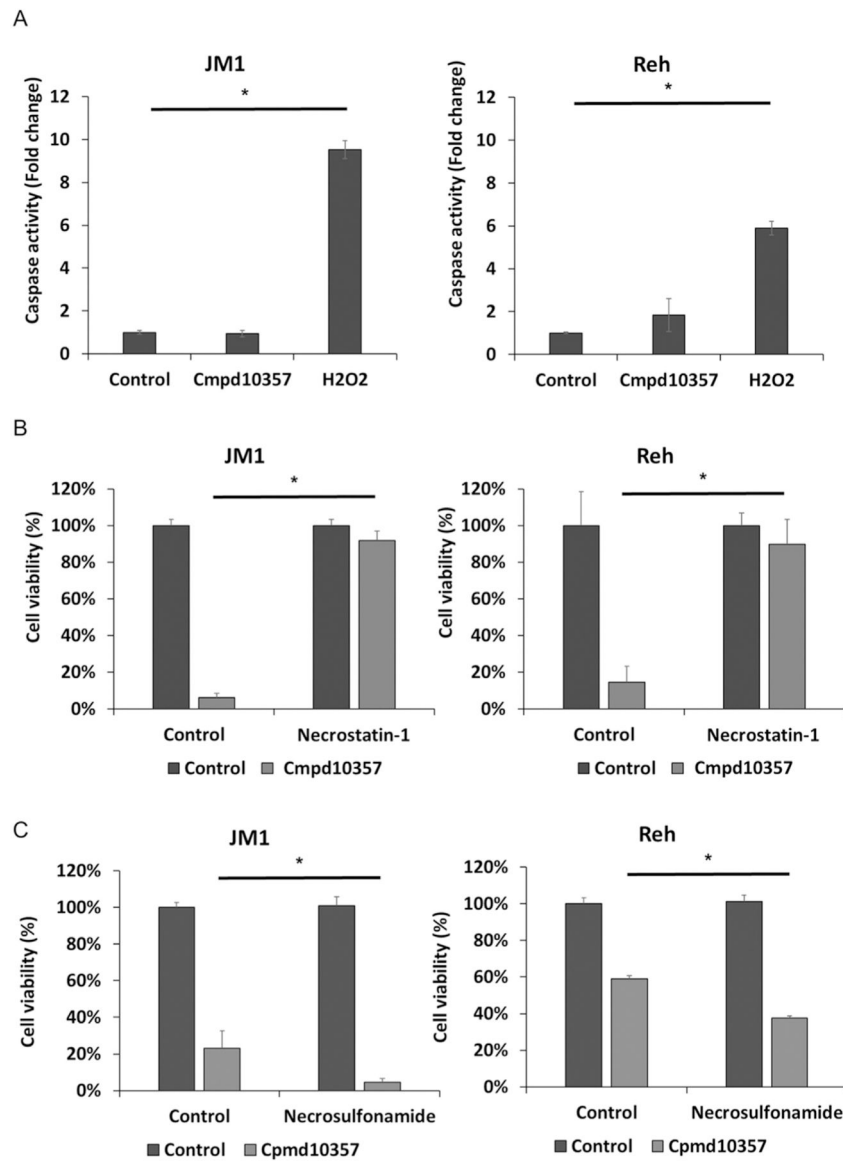 A
JM1
Reh
*
*
Caspase activity (Fold change)
12
10
8
6
4
2
0
Control
Cmpd10357
H2O2
Caspase activity (Fold change)
12
10
8
6
4
2
0
Control
Cmpd10357
H2O2
B
JM1
Reh
*
*
Cell viability (%)
120%
100%
80%
60%
40%
20%
0%
Control
Necrostatin-1
Control
Cmpd10357
Cell viability (%)
120%
100%
80%
60%
40%
20%
0%
Control
Necrostatin-1
Control
Cmpd10357
C
JM1
Reh
*
*
Cell viability (%)
120%
100%
80%
60%
40%
20%
0%
Control
Necrosulfonamide
Control
Cpmd10357
Cell viability (%)
120%
100%
80%
60%
40%
20%
0%
Control
Necrosulfonamide
Control
Cpmd10357